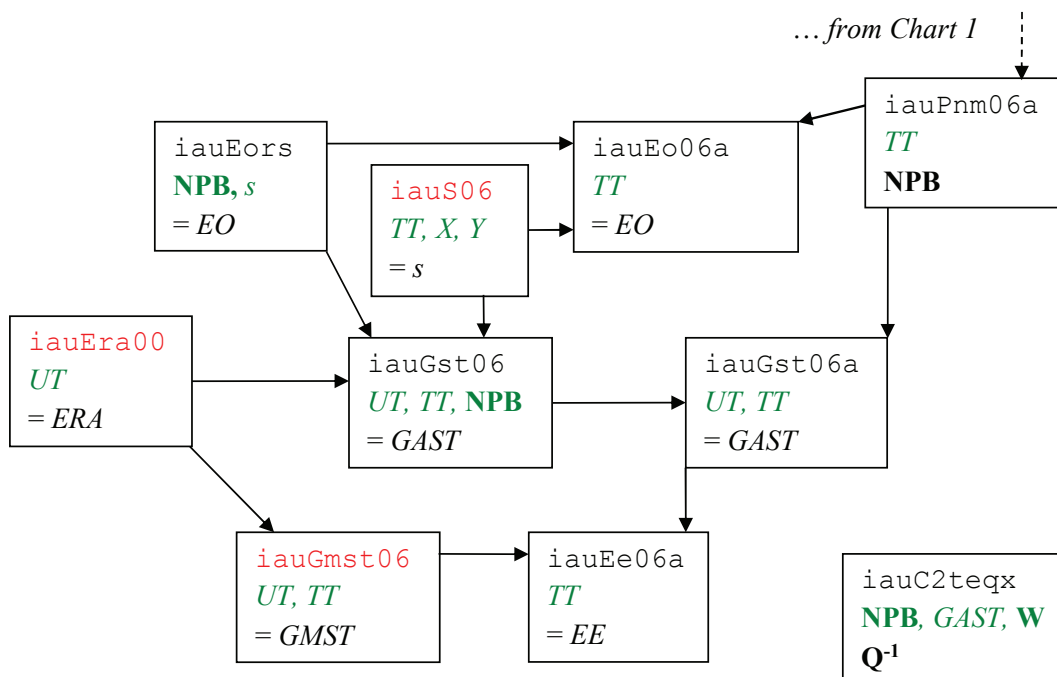 … from Chart 1
iauPnm06a
TT
NPB
iauEors
NPB, s
= EO
iauEo06a
TT
= EO
iauS06
TT, X, Y
= s
iauEra00
UT
= ERA
iauGst06
UT, TT, NPB
= GAST
iauGst06a
UT, TT
= GAST
iauGmst06
UT, TT
= GMST
iauEe06a
TT
= EE
iauC2teqx
NPB, GAST, W
Q⁻¹